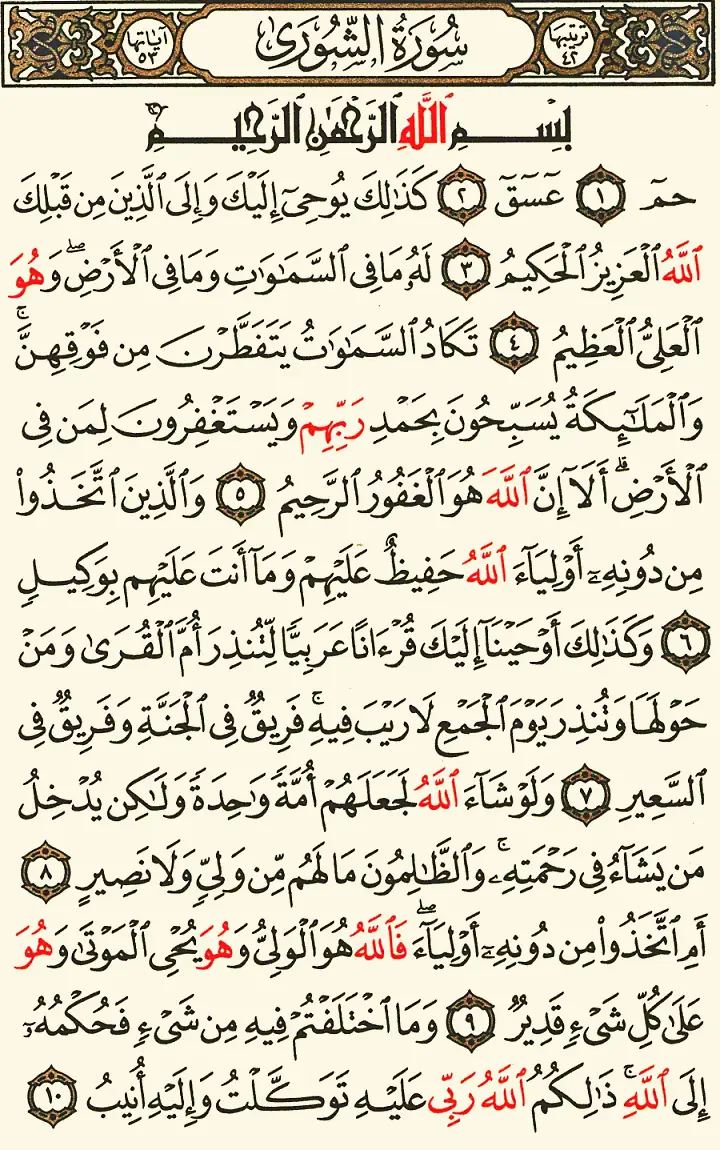 ترتيبها ٤٢ سُورَةُ الشُّورَىٰ آياتها ٥٣
بِسْمِ ٱللَّهِ ٱلرَّحْمَٰنِ ٱلرَّحِيمِ
حمٓ ١ عٓسٓقٓ ٢ كَذَٰلِكَ يُوحِىٓ إِلَيْكَ وَإِلَى ٱلَّذِينَ مِن قَبْلِكَ
ٱللَّهُ ٱلْعَزِيزُ ٱلْحَكِيمُ ٣ لَهُۥ مَا فِى ٱلسَّمَٰوَٰتِ وَمَا فِى ٱلْأَرْضِ ۖ وَهُوَ
ٱلْعَلِىُّ ٱلْعَظِيمُ ٤ تَكَادُ ٱلسَّمَٰوَٰتُ يَتَفَطَّرْنَ مِن فَوْقِهِنَّ ۚ
وَٱلْمَلَٰٓئِكَةُ يُسَبِّحُونَ بِحَمْدِ رَبِّهِمْ وَيَسْتَغْفِرُونَ لِمَن فِى
ٱلْأَرْضِ ۗ أَلَآ إِنَّ ٱللَّهَ هُوَ ٱلْغَفُورُ ٱلرَّحِيمُ ٥ وَٱلَّذِينَ ٱتَّخَذُوا۟
مِن دُونِهِۦٓ أَوْلِيَآءَ ٱللَّهُ حَفِيظٌ عَلَيْهِمْ وَمَآ أَنتَ عَلَيْهِم بِوَكِيلٍ
٦ وَكَذَٰلِكَ أَوْحَيْنَآ إِلَيْكَ قُرْءَانًا عَرَبِيًّا لِّتُنذِرَ أُمَّ ٱلْقُرَىٰ وَمَنْ
حَوْلَهَا وَتُنذِرَ يَوْمَ ٱلْجَمْعِ لَا رَيْبَ فِيهِ ۚ فَرِيقٌ فِى ٱلْجَنَّةِ وَفَرِيقٌ فِى
ٱلسَّعِيرِ ٧ وَلَوْ شَآءَ ٱللَّهُ لَجَعَلَهُمْ أُمَّةً وَٰحِدَةً وَلَٰكِن يُدْخِلُ
مَن يَشَآءُ فِى رَحْمَتِهِۦ ۚ وَٱلظَّٰلِمُونَ مَا لَهُم مِّن وَلِىٍّ وَلَا نَصِيرٍ ٨
أَمِ ٱتَّخَذُوا۟ مِن دُونِهِۦٓ أَوْلِيَآءَ ۖ فَٱللَّهُ هُوَ ٱلْوَلِىُّ وَهُوَ يُحْىِ ٱلْمَوْتَىٰ وَهُوَ
عَلَىٰ كُلِّ شَىْءٍ قَدِيرٌ ٩ وَمَا ٱخْتَلَفْتُمْ فِيهِ مِن شَىْءٍ فَحُكْمُهُۥٓ
إِلَى ٱللَّهِ ۚ ذَٰلِكُمُ ٱللَّهُ رَبِّى عَلَيْهِ تَوَكَّلْتُ وَإِلَيْهِ أُنِيبُ ١٠